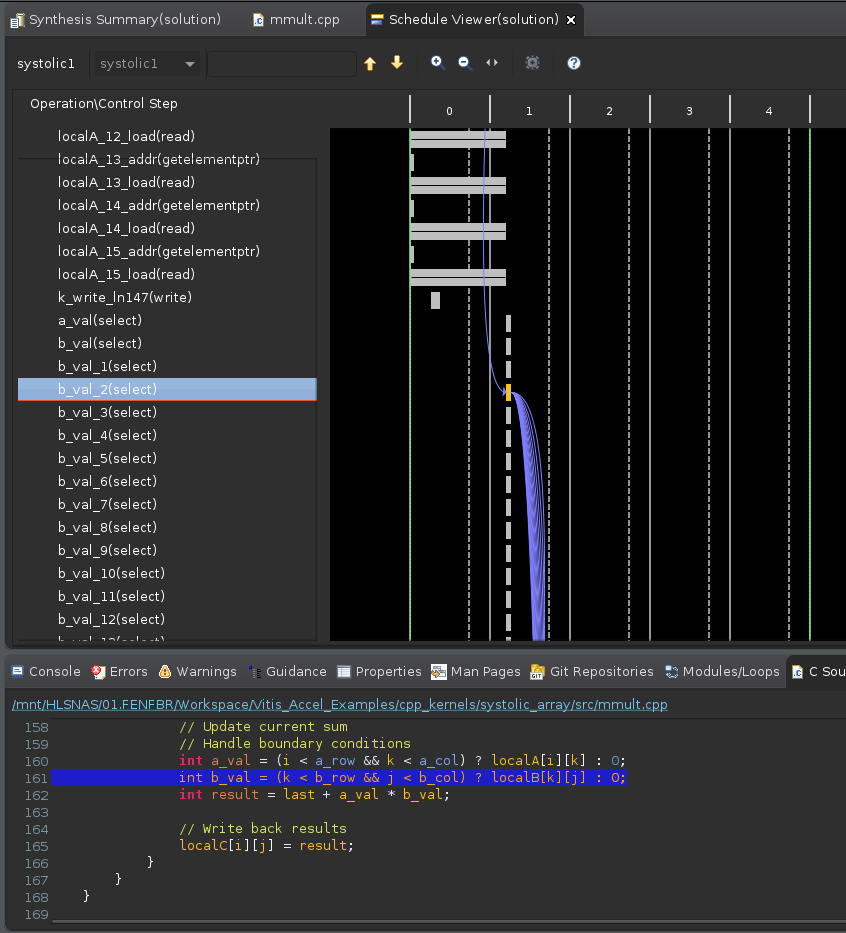 Synthesis Summary(solution) mmult.cpp Schedule Viewer(solution)
systolic1 systolic1
Operation\Control Step 0 1 2 3 4
localA_12_load(read)
localA_13_addr(getelementptr)
localA_13_load(read)
localA_14_addr(getelementptr)
localA_14_load(read)
localA_15_addr(getelementptr)
localA_15_load(read)
k_write_ln147(write)
a_val(select)
b_val(select)
b_val_1(select)
b_val_2(select)
b_val_3(select)
b_val_4(select)
b_val_5(select)
b_val_6(select)
b_val_7(select)
b_val_8(select)
b_val_9(select)
b_val_10(select)
b_val_11(select)
b_val_12(select)
Console Errors Warnings Guidance Properties Man Pages Git Repositories Modules/Loops C Sou
/mnt/HLSNAS/01.FENFBR/Workspace/Vitis_Accel_Examples/cpp_kernels/systolic_array/src/mmult.cpp
158 // Update current sum
159 // Handle boundary conditions
160 int a_val = (i < a_row && k < a_col) ? localA[i][k] : 0;
161 int b_val = (k < b_row && j < b_col) ? localB[k][j] : 0;
162 int result = last + a_val * b_val;
163
164 // Write back results
165 localC[i][j] = result;
166 }
167 }
168 }
169